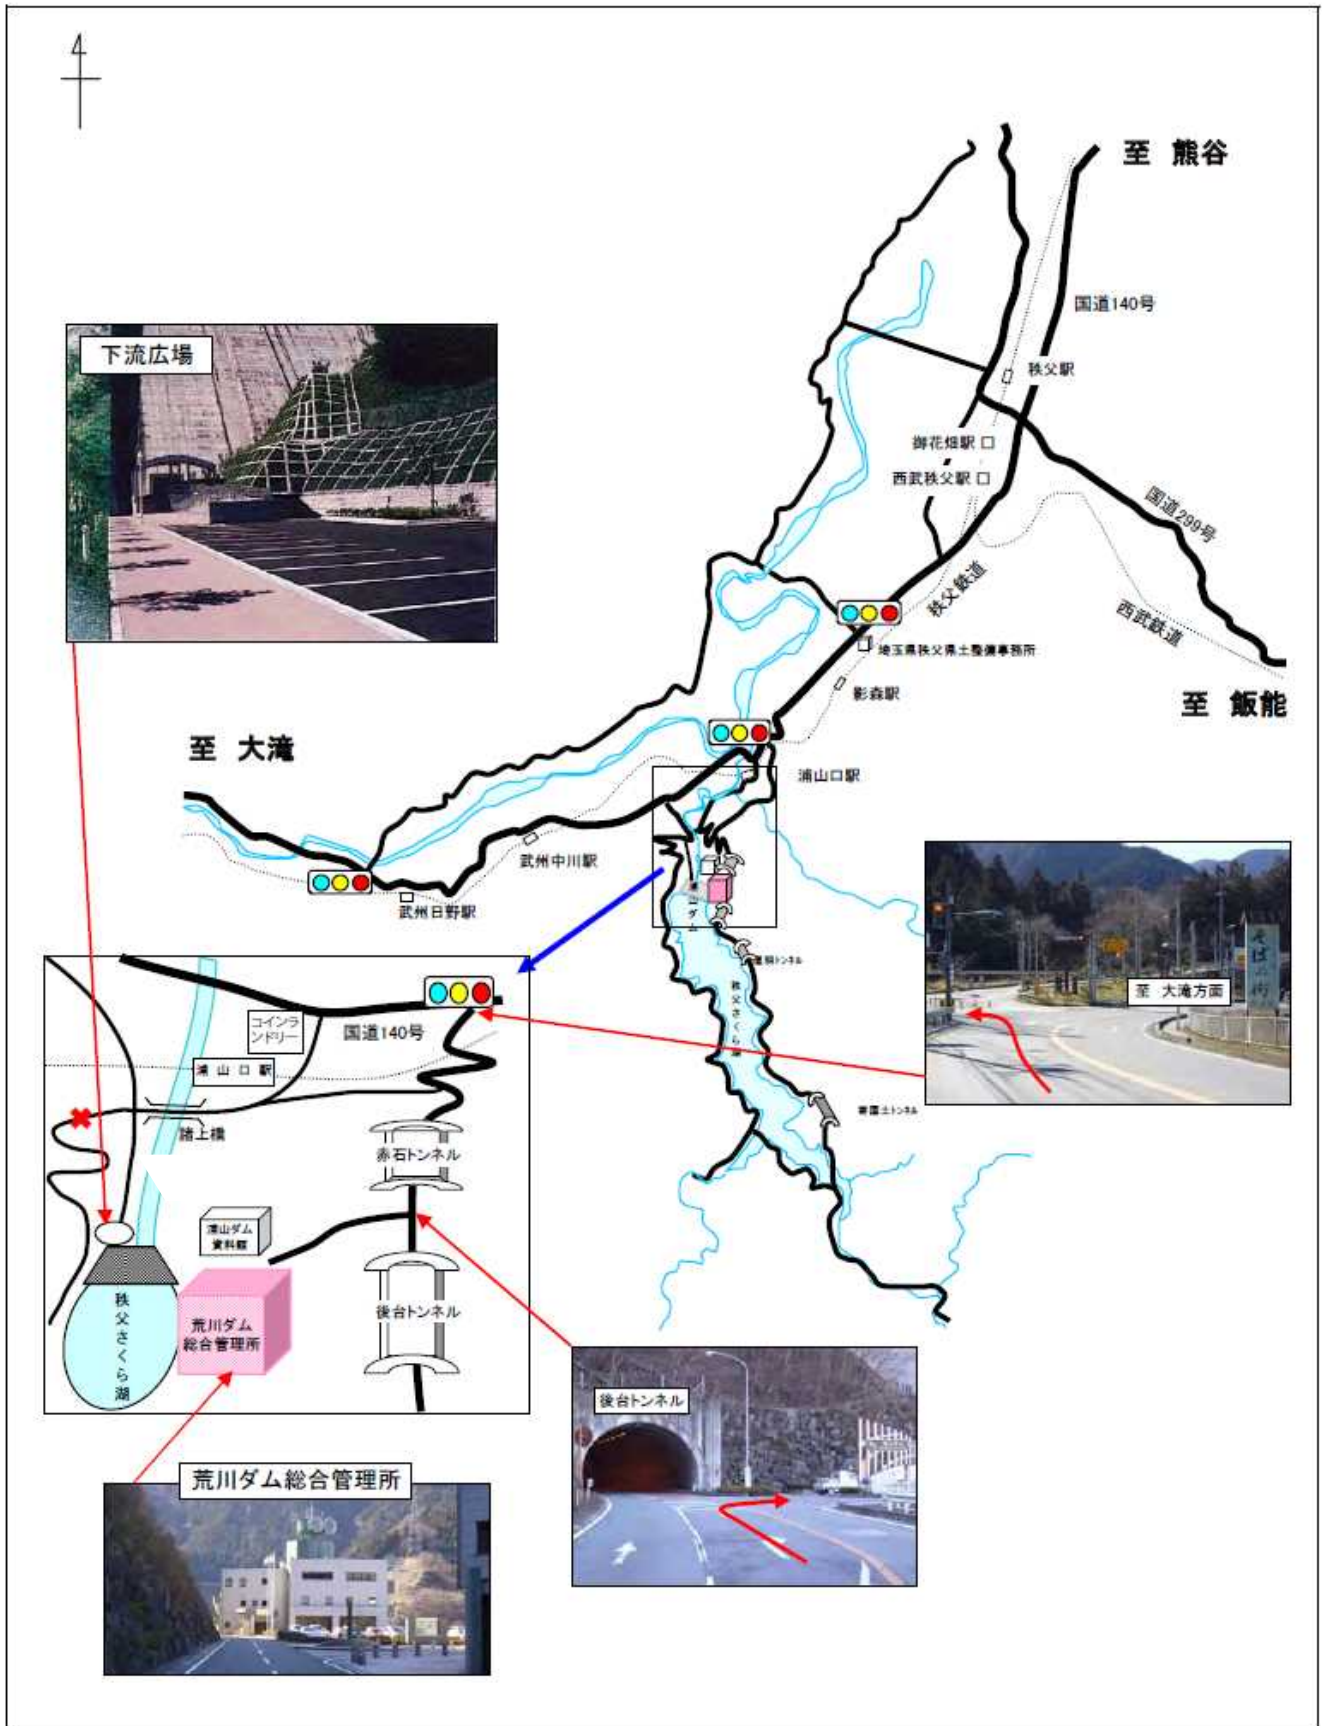 至 熊谷
国道140号
下流広場
秩父駅
御花畑駅
西武秩父駅
国道299号
秩父鉄道
西武鉄道
埼玉県秩父県土整備事務所
影森駅
至 飯能
至 大滝
浦山口駅
武州中川駅
武州日野駅
山ダム
秩父さくら湖
至 大滝方面
そばの街
コインラ
ンドリー
国道140号
浦山口駅
諸上橋
赤石トンネル
浦山ダム
資料館
後台トンネル
秩父さくら湖
荒川ダム
総合管理所
後台トンネル
荒川ダム総合管理所